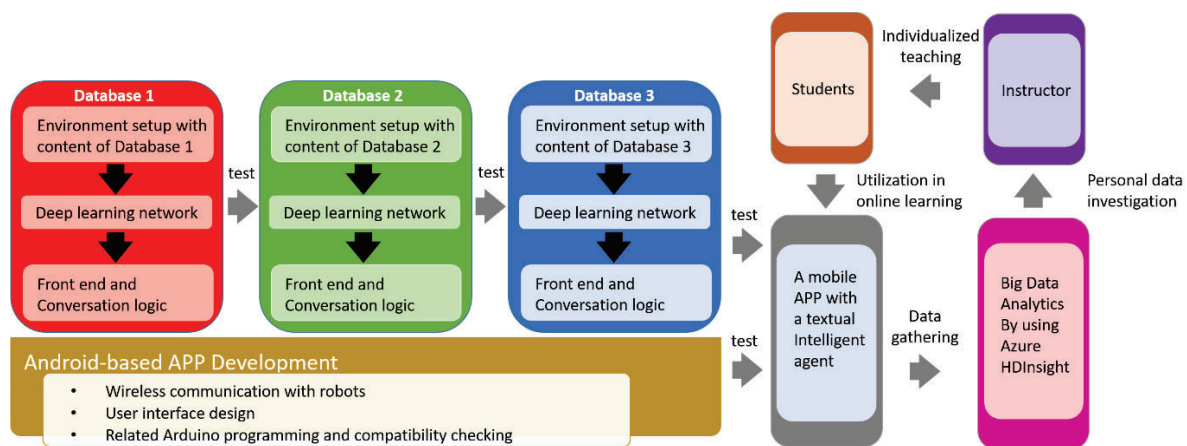 Database 1
Environment setup with
content of Database 1
Deep learning network
Front end and
Conversation logic
test
Database 2
Environment setup with
content of Database 2
Deep learning network
Front end and
Conversation logic
test
Database 3
Environment setup with
content of Database 3
Deep learning network
Front end and
Conversation logic
test
Android-based APP Development
• Wireless communication with robots
• User interface design
• Related Arduino programming and compatibility checking
test
Students
Individualized
teaching
Instructor
Utilization in
online learning
Personal data
investigation
A mobile
APP with
a textual
Intelligent
agent
Data
gathering
Big Data
Analytics
By using
Azure
HDInsight